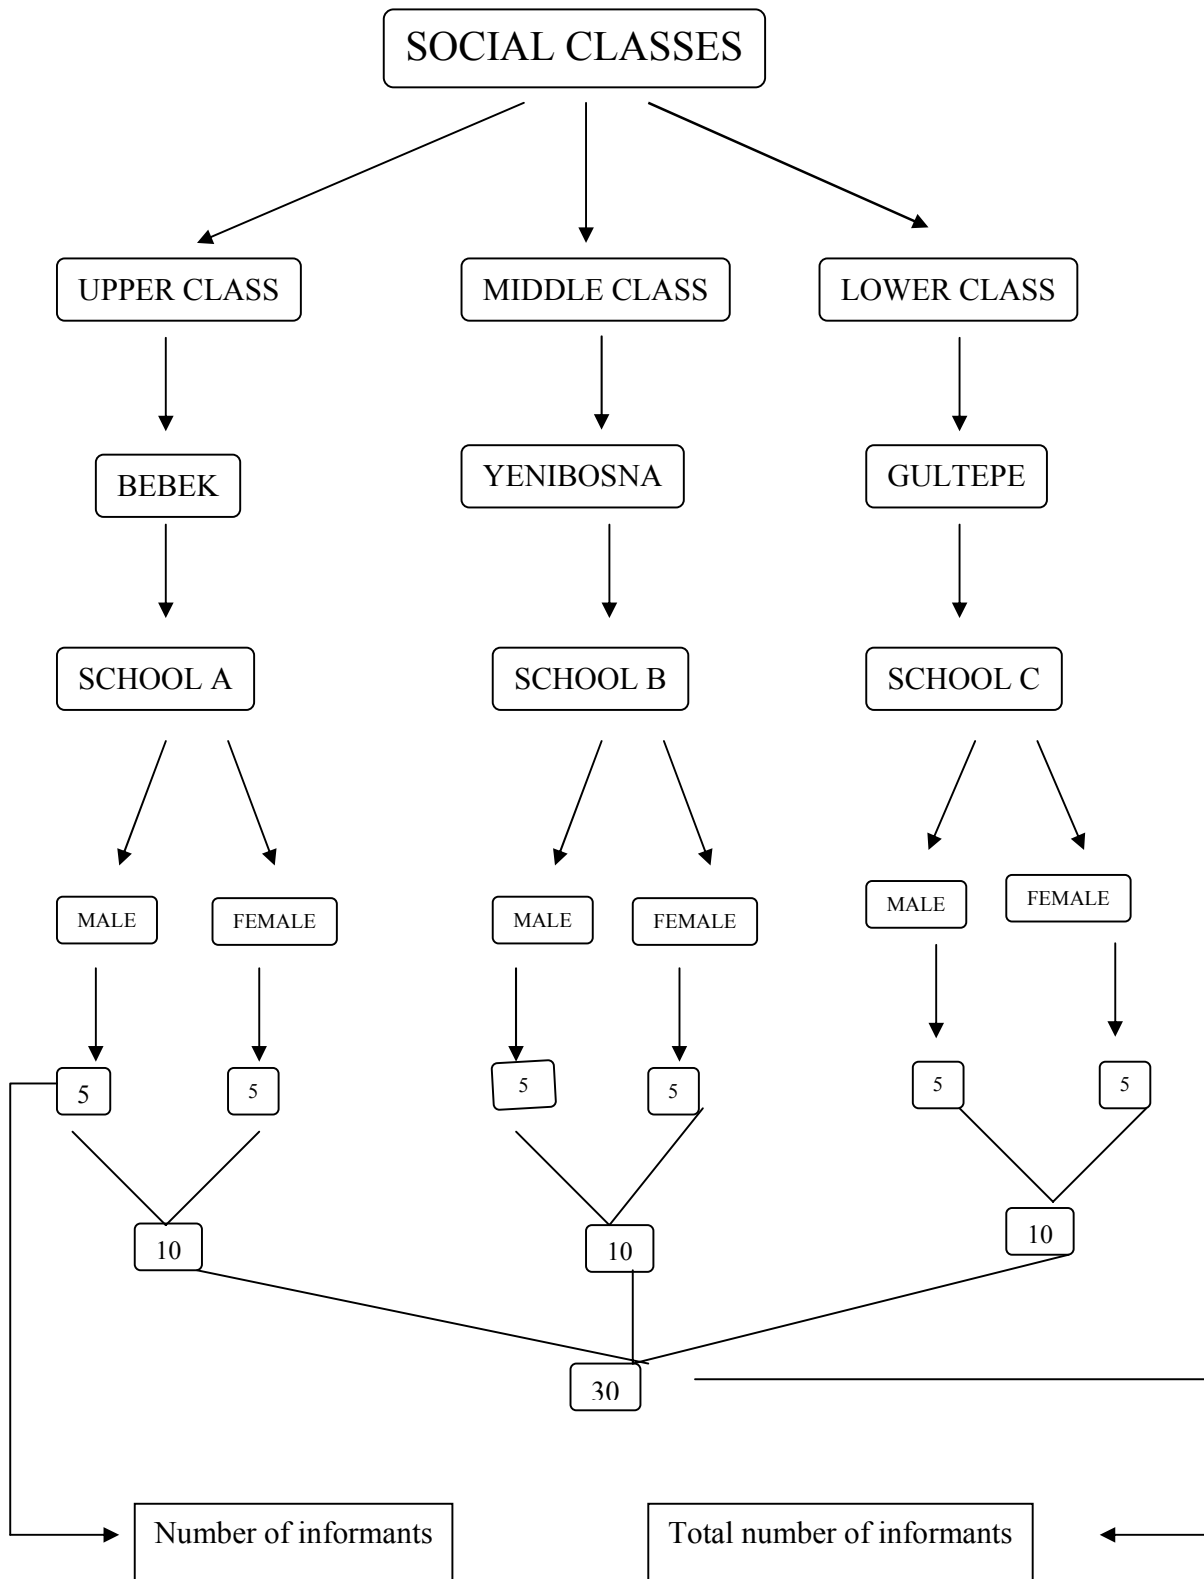 SOCIAL CLASSES
UPPER CLASS
MIDDLE CLASS
LOWER CLASS
BEBEK
YENIBOSNA
GULTEPE
SCHOOL A
SCHOOL B
SCHOOL C
MALE
FEMALE
MALE
FEMALE
MALE
FEMALE
5
5
5
5
5
5
10
10
10
30
Number of informants
Total number of informants